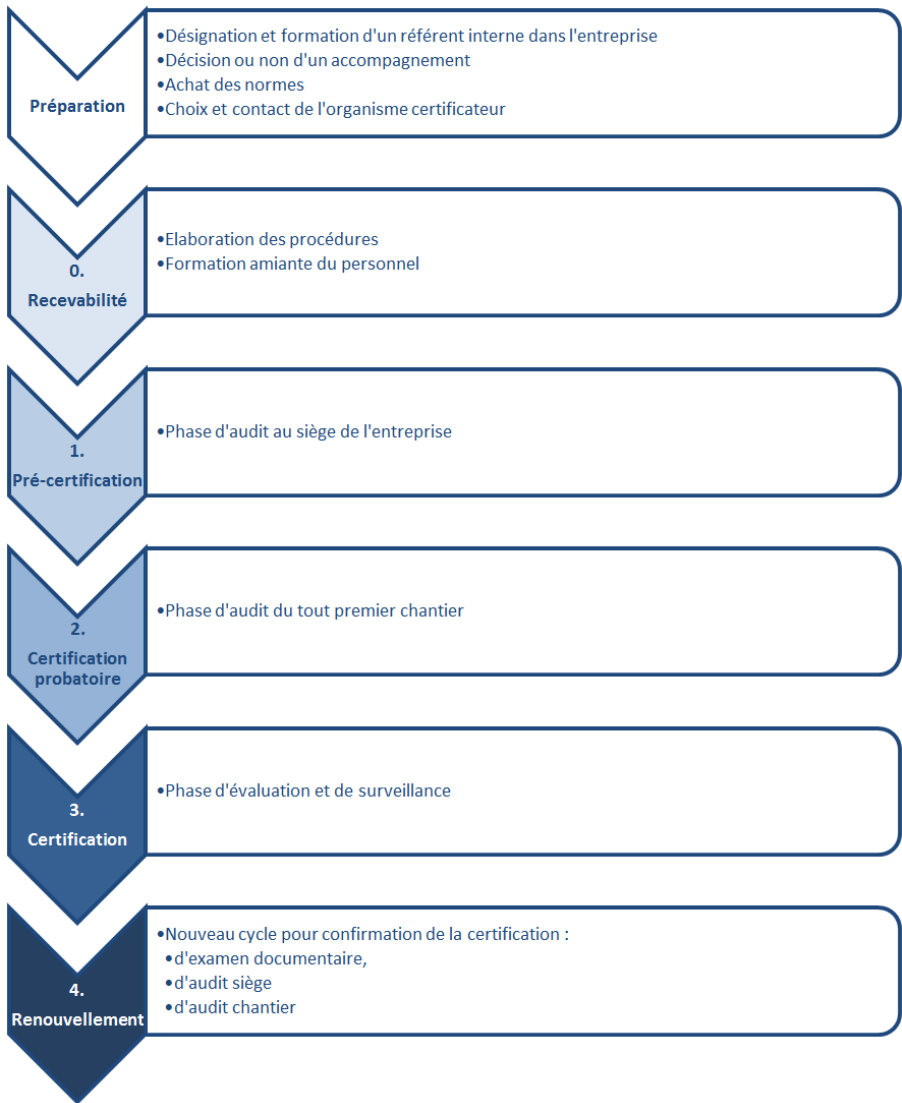 Préparation
•Désignation et formation d'un référent interne dans l'entreprise
•Décision ou non d'un accompagnement
•Achat des normes
•Choix et contact de l'organisme certificateur
0.
Recevabilité
•Elaboration des procédures
•Formation amiante du personnel
1.
Pré-certification
•Phase d'audit au siège de l'entreprise
2.
Certification
probatoire
•Phase d'audit du tout premier chantier
3.
Certification
•Phase d'évaluation et de surveillance
4.
Renouvellement
•Nouveau cycle pour confirmation de la certification :
•d'examen documentaire,
•d'audit siège
•d'audit chantier